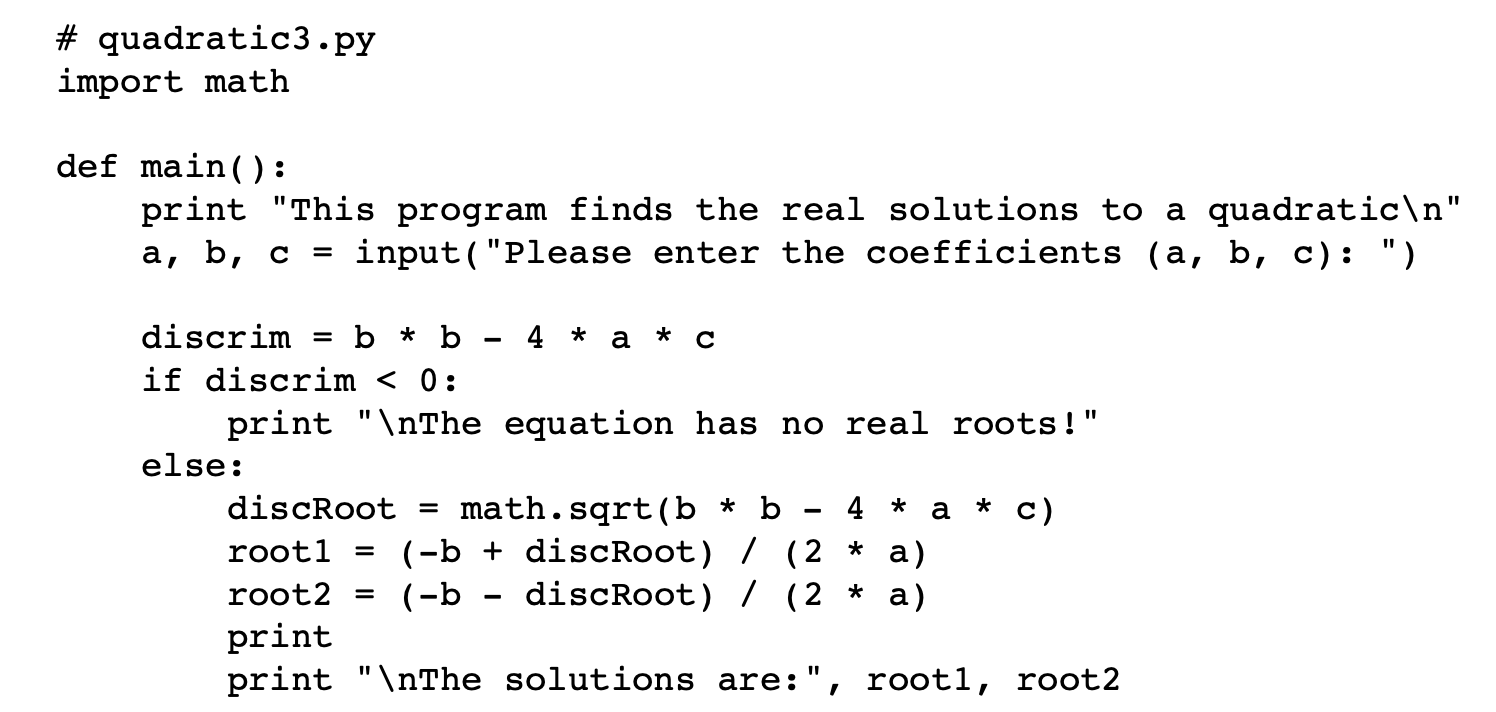 # quadratic3.py
import math

def main():
    print "This program finds the real solutions to a quadratic\n"
    a, b, c = input("Please enter the coefficients (a, b, c): ")

    discrim = b * b - 4 * a * c
    if discrim < 0:
        print "\nThe equation has no real roots!"
    else:
        discRoot = math.sqrt(b * b - 4 * a * c)
        root1 = (-b + discRoot) / (2 * a)
        root2 = (-b - discRoot) / (2 * a)
        print
        print "\nThe solutions are:", root1, root2